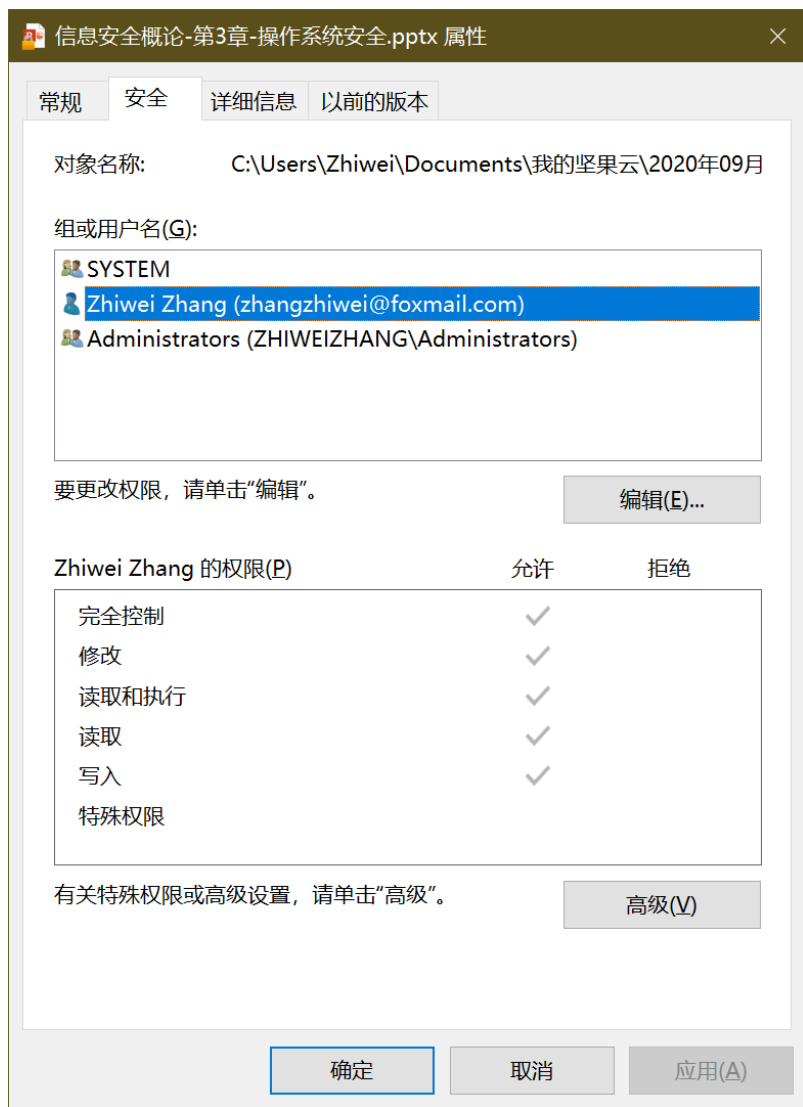 信息安全概论-第3章-操作系统安全.pptx 属性
常规 安全 详细信息 以前的版本
对象名称: C:\Users\Zhiwei\Documents\我的坚果云\2020年09月
组或用户名(G):
SYSTEM
Zhiwei Zhang (zhangzhiwei@foxmail.com)
Administrators (ZHIWEIZHANG\Administrators)
要更改权限，请单击“编辑”。 编辑(E)...
Zhiwei Zhang 的权限(P) 允许 拒绝
完全控制
修改
读取和执行
读取
写入
特殊权限
有关特殊权限或高级设置，请单击“高级”。 高级(V)
确定 取消 应用(A)